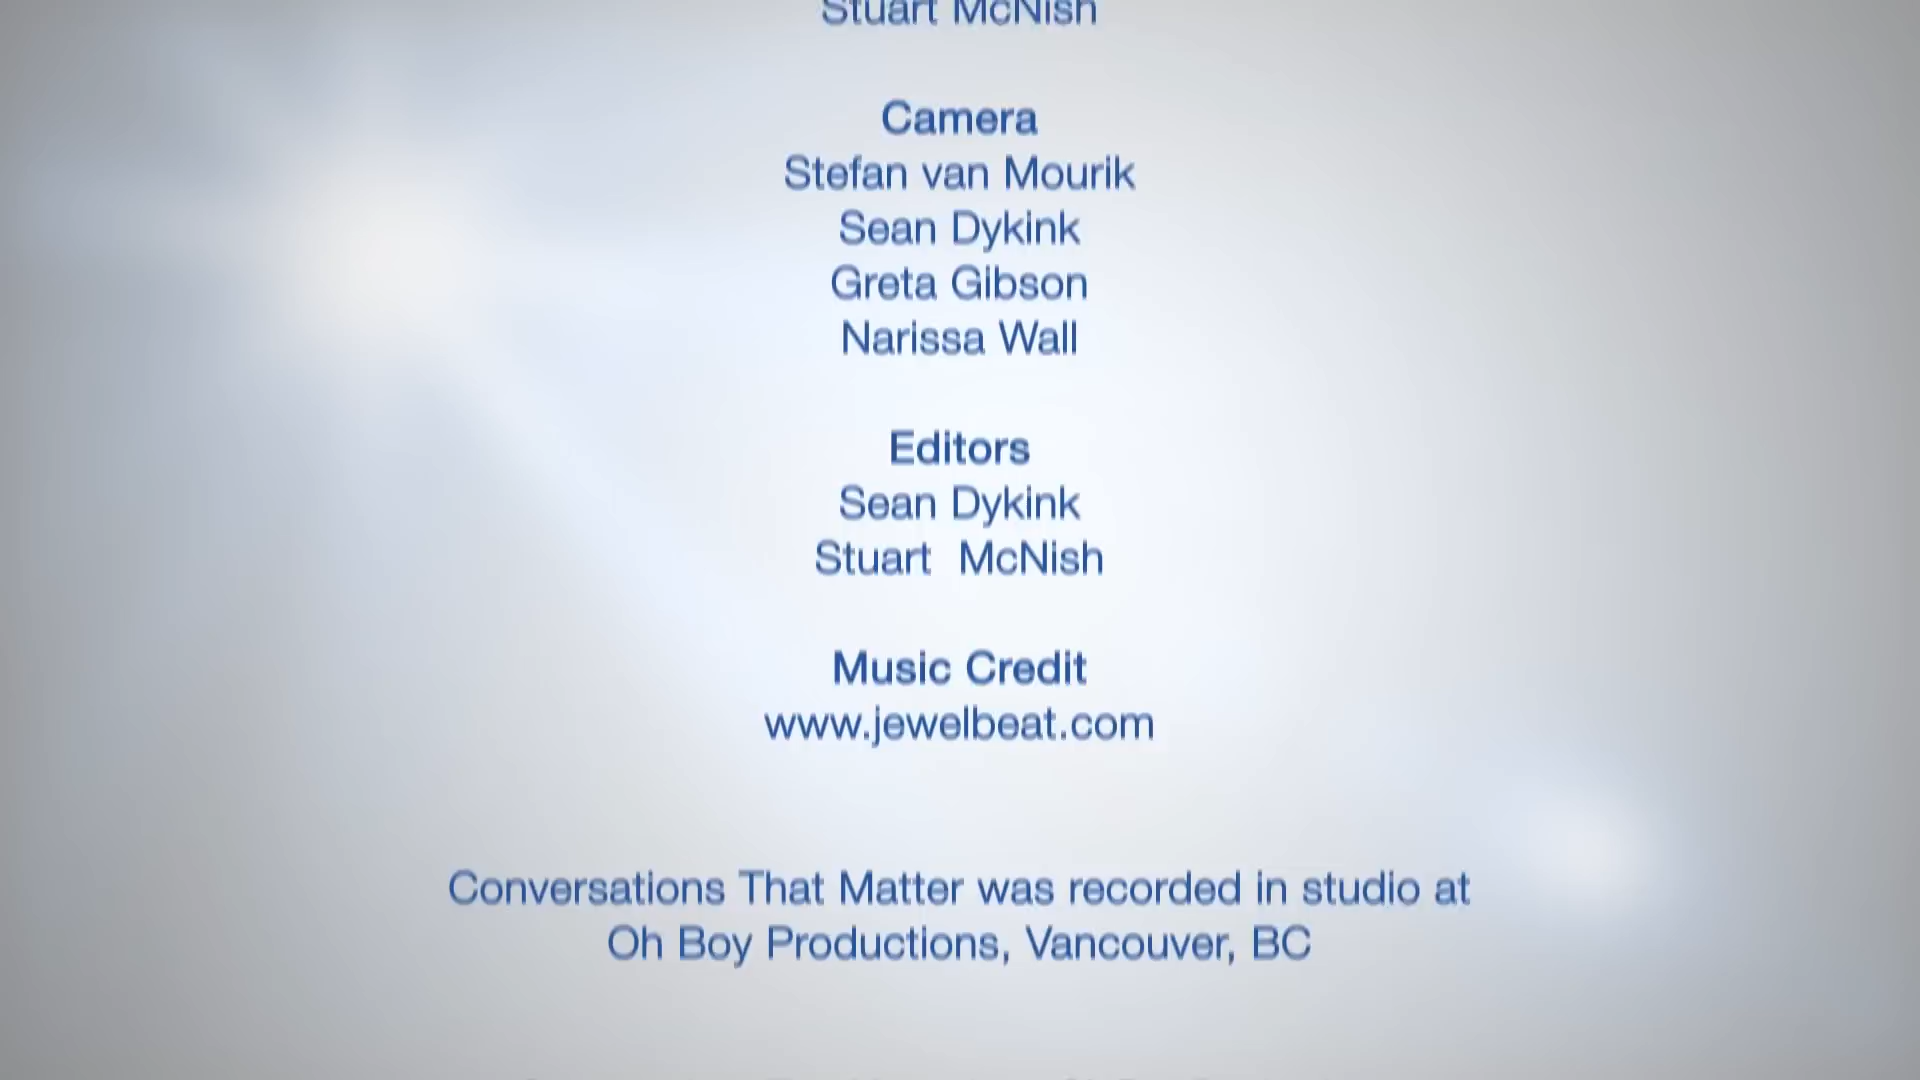 Stuart McNish
Camera
Stefan van Mourik
Sean Dykink
Greta Gibson
Narissa Wall
Editors
Sean Dykink
Stuart  McNish
Music Credit
www.jewelbeat.com
Conversations That Matter was recorded in studio at
Oh Boy Productions, Vancouver, BC